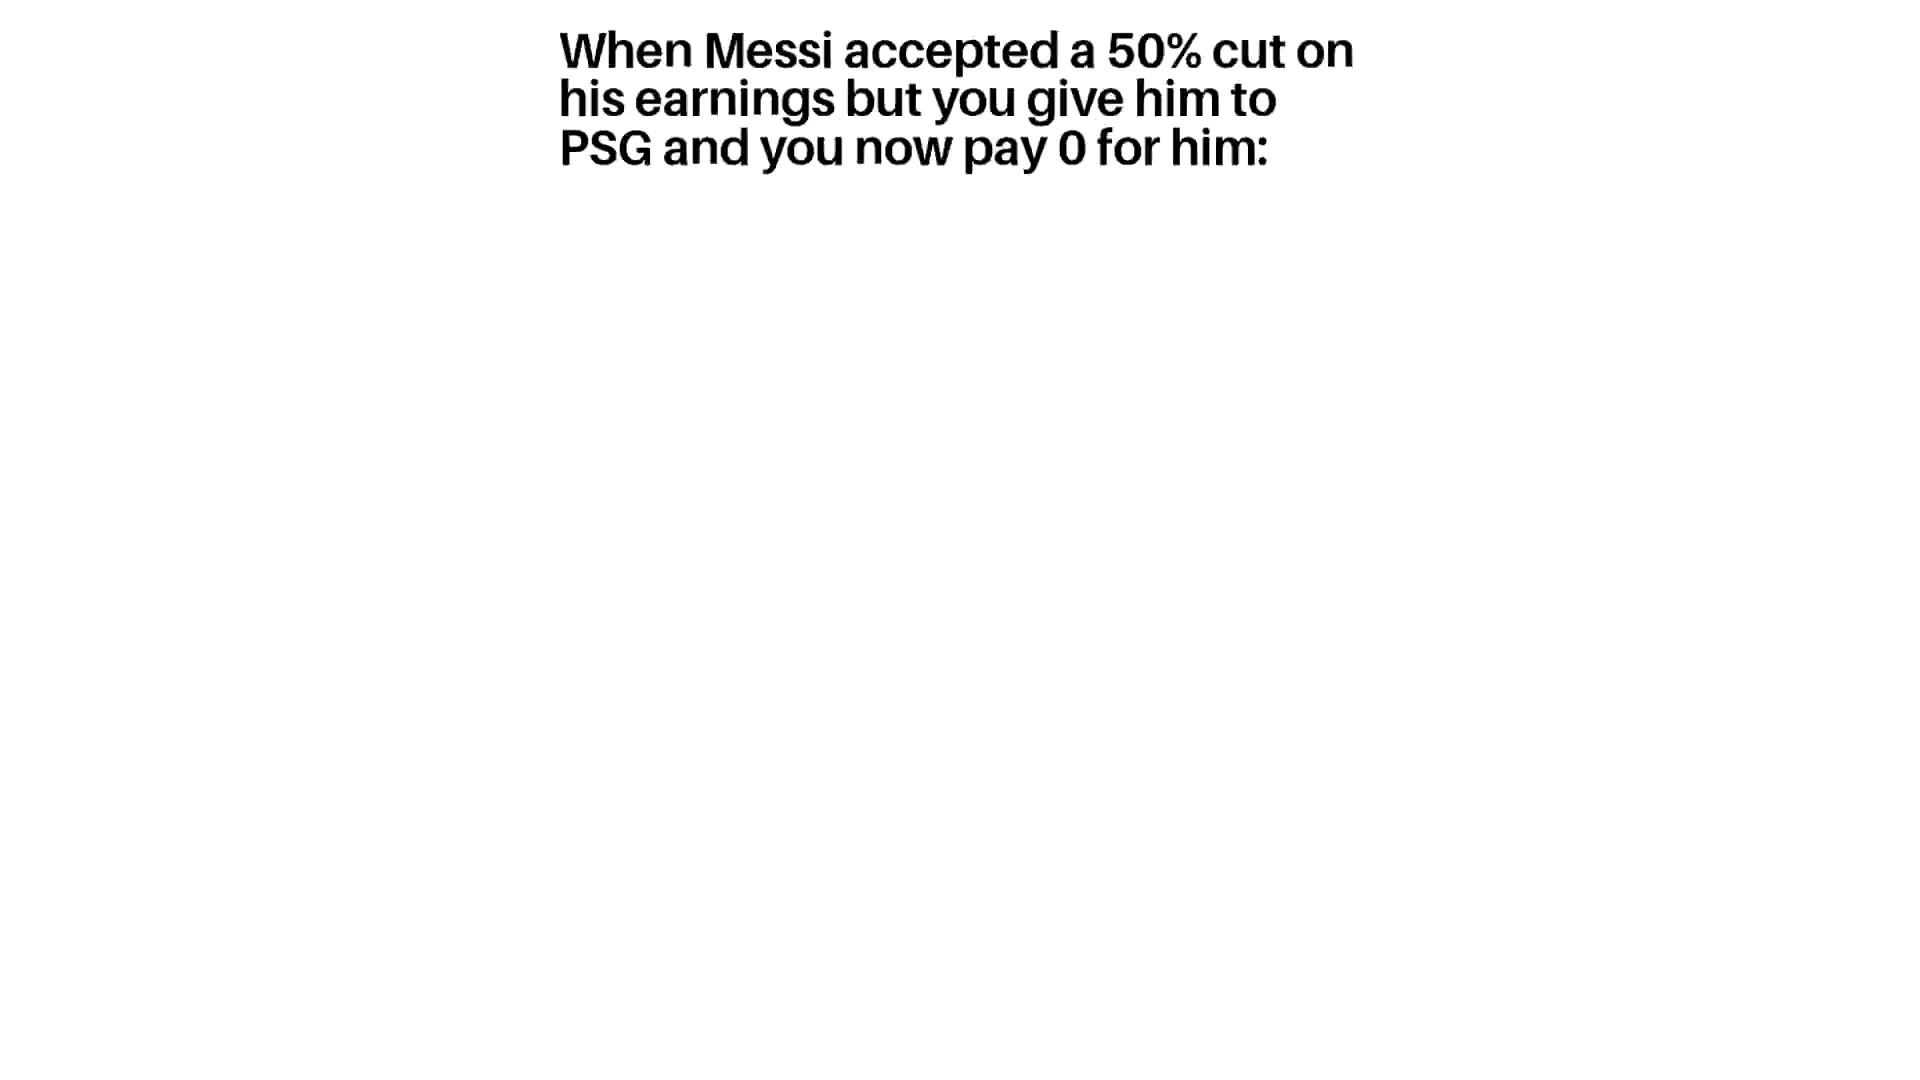 When Messi accepted a 50% cut on
his earnings but you give him to
PSG and you now pay 0 for him: